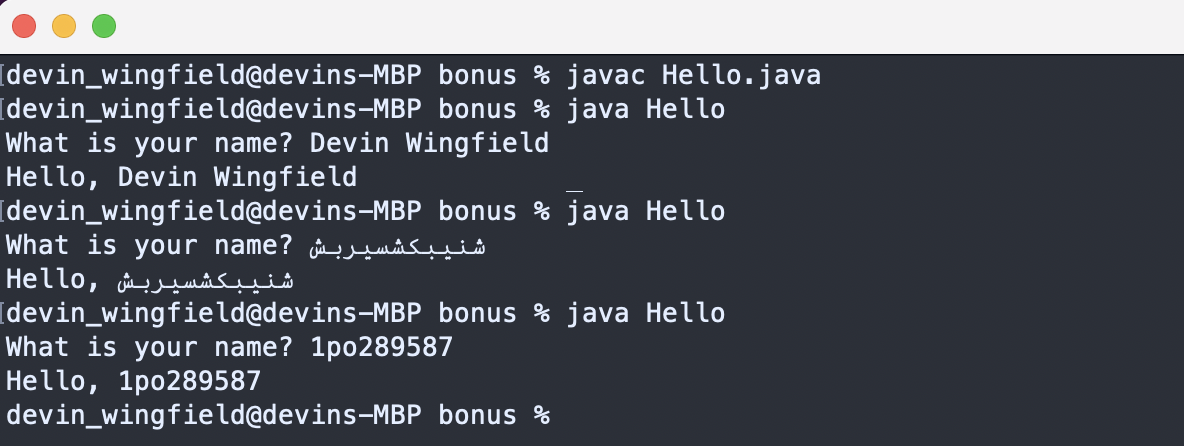 devin_wingfield@devins-MBP bonus % javac Hello.java
devin_wingfield@devins-MBP bonus % java Hello
What is your name? Devin Wingfield
Hello, Devin Wingfield
devin_wingfield@devins-MBP bonus % java Hello
What is your name? شنیبکشسیربش
Hello, شنیبکشسیربش
devin_wingfield@devins-MBP bonus % java Hello
What is your name? 1po289587
Hello, 1po289587
devin_wingfield@devins-MBP bonus %